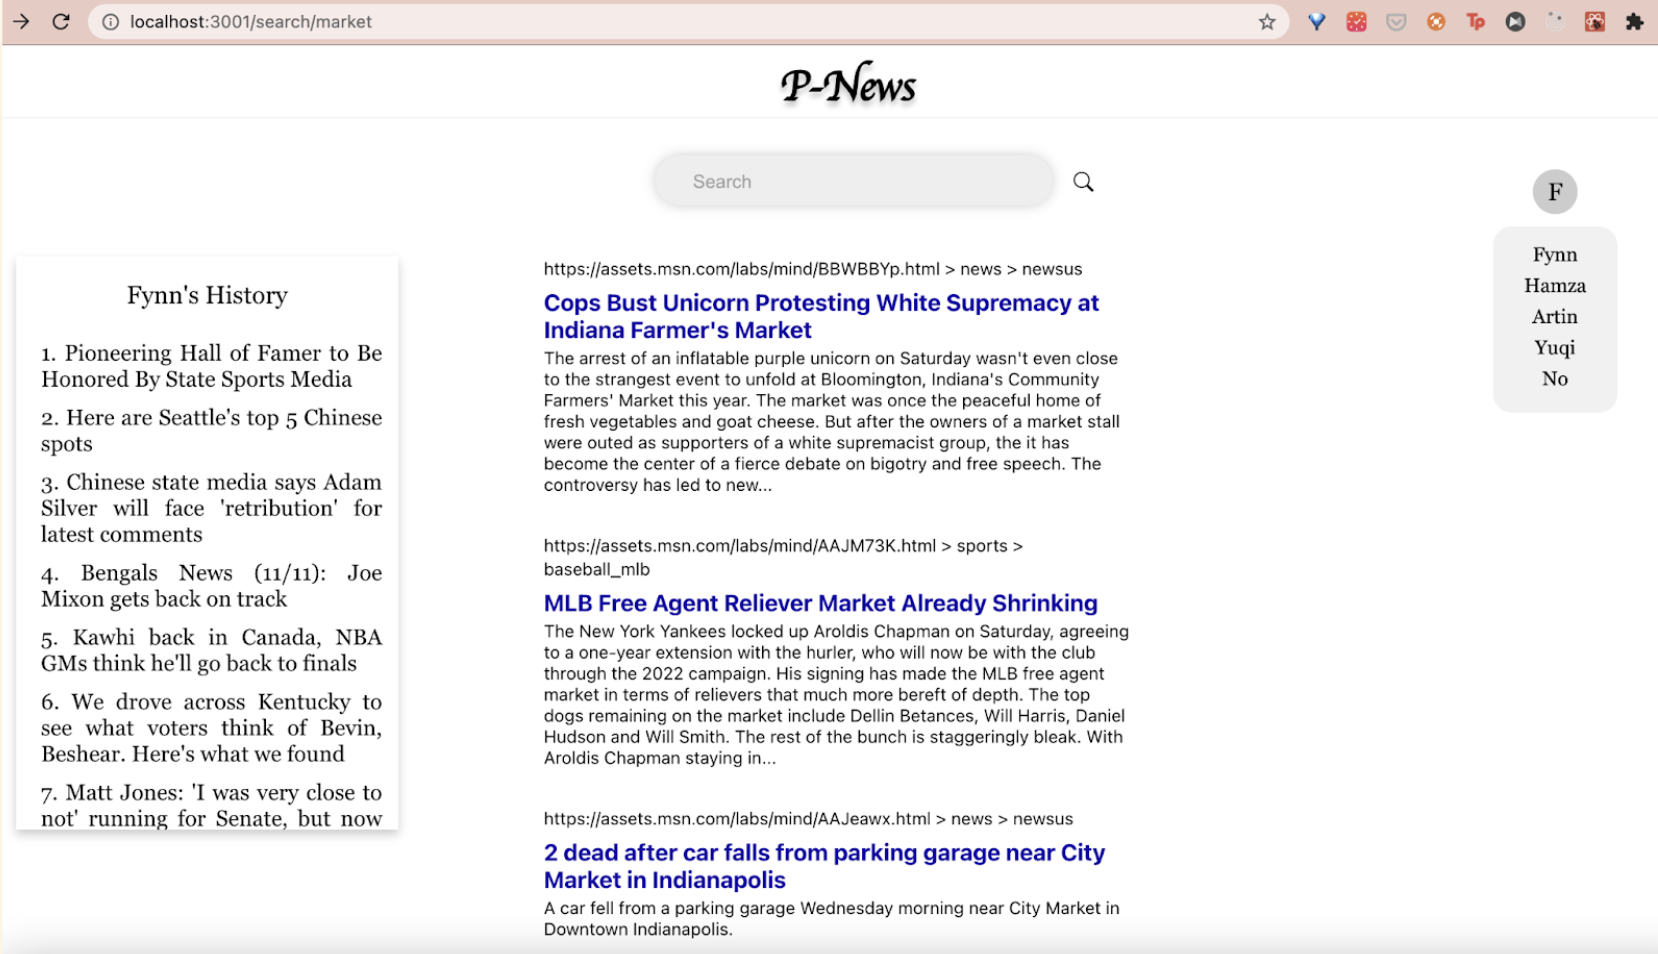 localhost:3001/search/market
Tp
P-News
Search
F
Fynn
Hamza
Artin
Yuqi
No
Fynn's History
1. Pioneering Hall of Famer to Be
Honored By State Sports Media
2. Here are Seattle's top 5 Chinese
spots
3. Chinese state media says Adam
Silver will face 'retribution' for
latest comments
4. Bengals News (11/11): Joe
Mixon gets back on track
5. Kawhi back in Canada, NBA
GMs think he'll go back to finals
6. We drove across Kentucky to
see what voters think of Bevin,
Beshear. Here's what we found
7. Matt Jones: 'I was very close to
not' running for Senate, but now
https://assets.msn.com/labs/mind/BBWBBYp.html > news > newsus
Cops Bust Unicorn Protesting White Supremacy at
Indiana Farmer's Market
The arrest of an inflatable purple unicorn on Saturday wasn't even close
to the strangest event to unfold at Bloomington, Indiana's Community
Farmers' Market this year. The market was once the peaceful home of
fresh vegetables and goat cheese. But after the owners of a market stall
were outed as supporters of a white supremacist group, the it has
become the center of a fierce debate on bigotry and free speech. The
controversy has led to new...
https://assets.msn.com/labs/mind/AAJM73K.html > sports >
baseball_mlb
MLB Free Agent Reliever Market Already Shrinking
The New York Yankees locked up Aroldis Chapman on Saturday, agreeing
to a one-year extension with the hurler, who will now be with the club
through the 2022 campaign. His signing has made the MLB free agent
market in terms of relievers that much more bereft of depth. The top
dogs remaining on the market include Dellin Betances, Will Harris, Daniel
Hudson and Will Smith. The rest of the bunch is staggeringly bleak. With
Aroldis Chapman staying in...
https://assets.msn.com/labs/mind/AAJeawx.html > news > newsus
2 dead after car falls from parking garage near City
Market in Indianapolis
A car fell from a parking garage Wednesday morning near City Market in
Downtown Indianapolis.